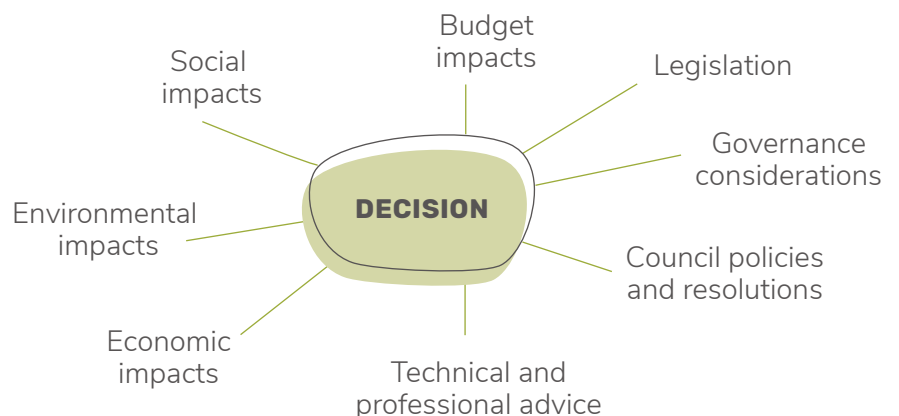 Budget
impacts
Social
impacts
Legislation
Governance
considerations
DECISION
Environmental
impacts
Council policies
and resolutions
Economic
impacts
Technical and
professional advice